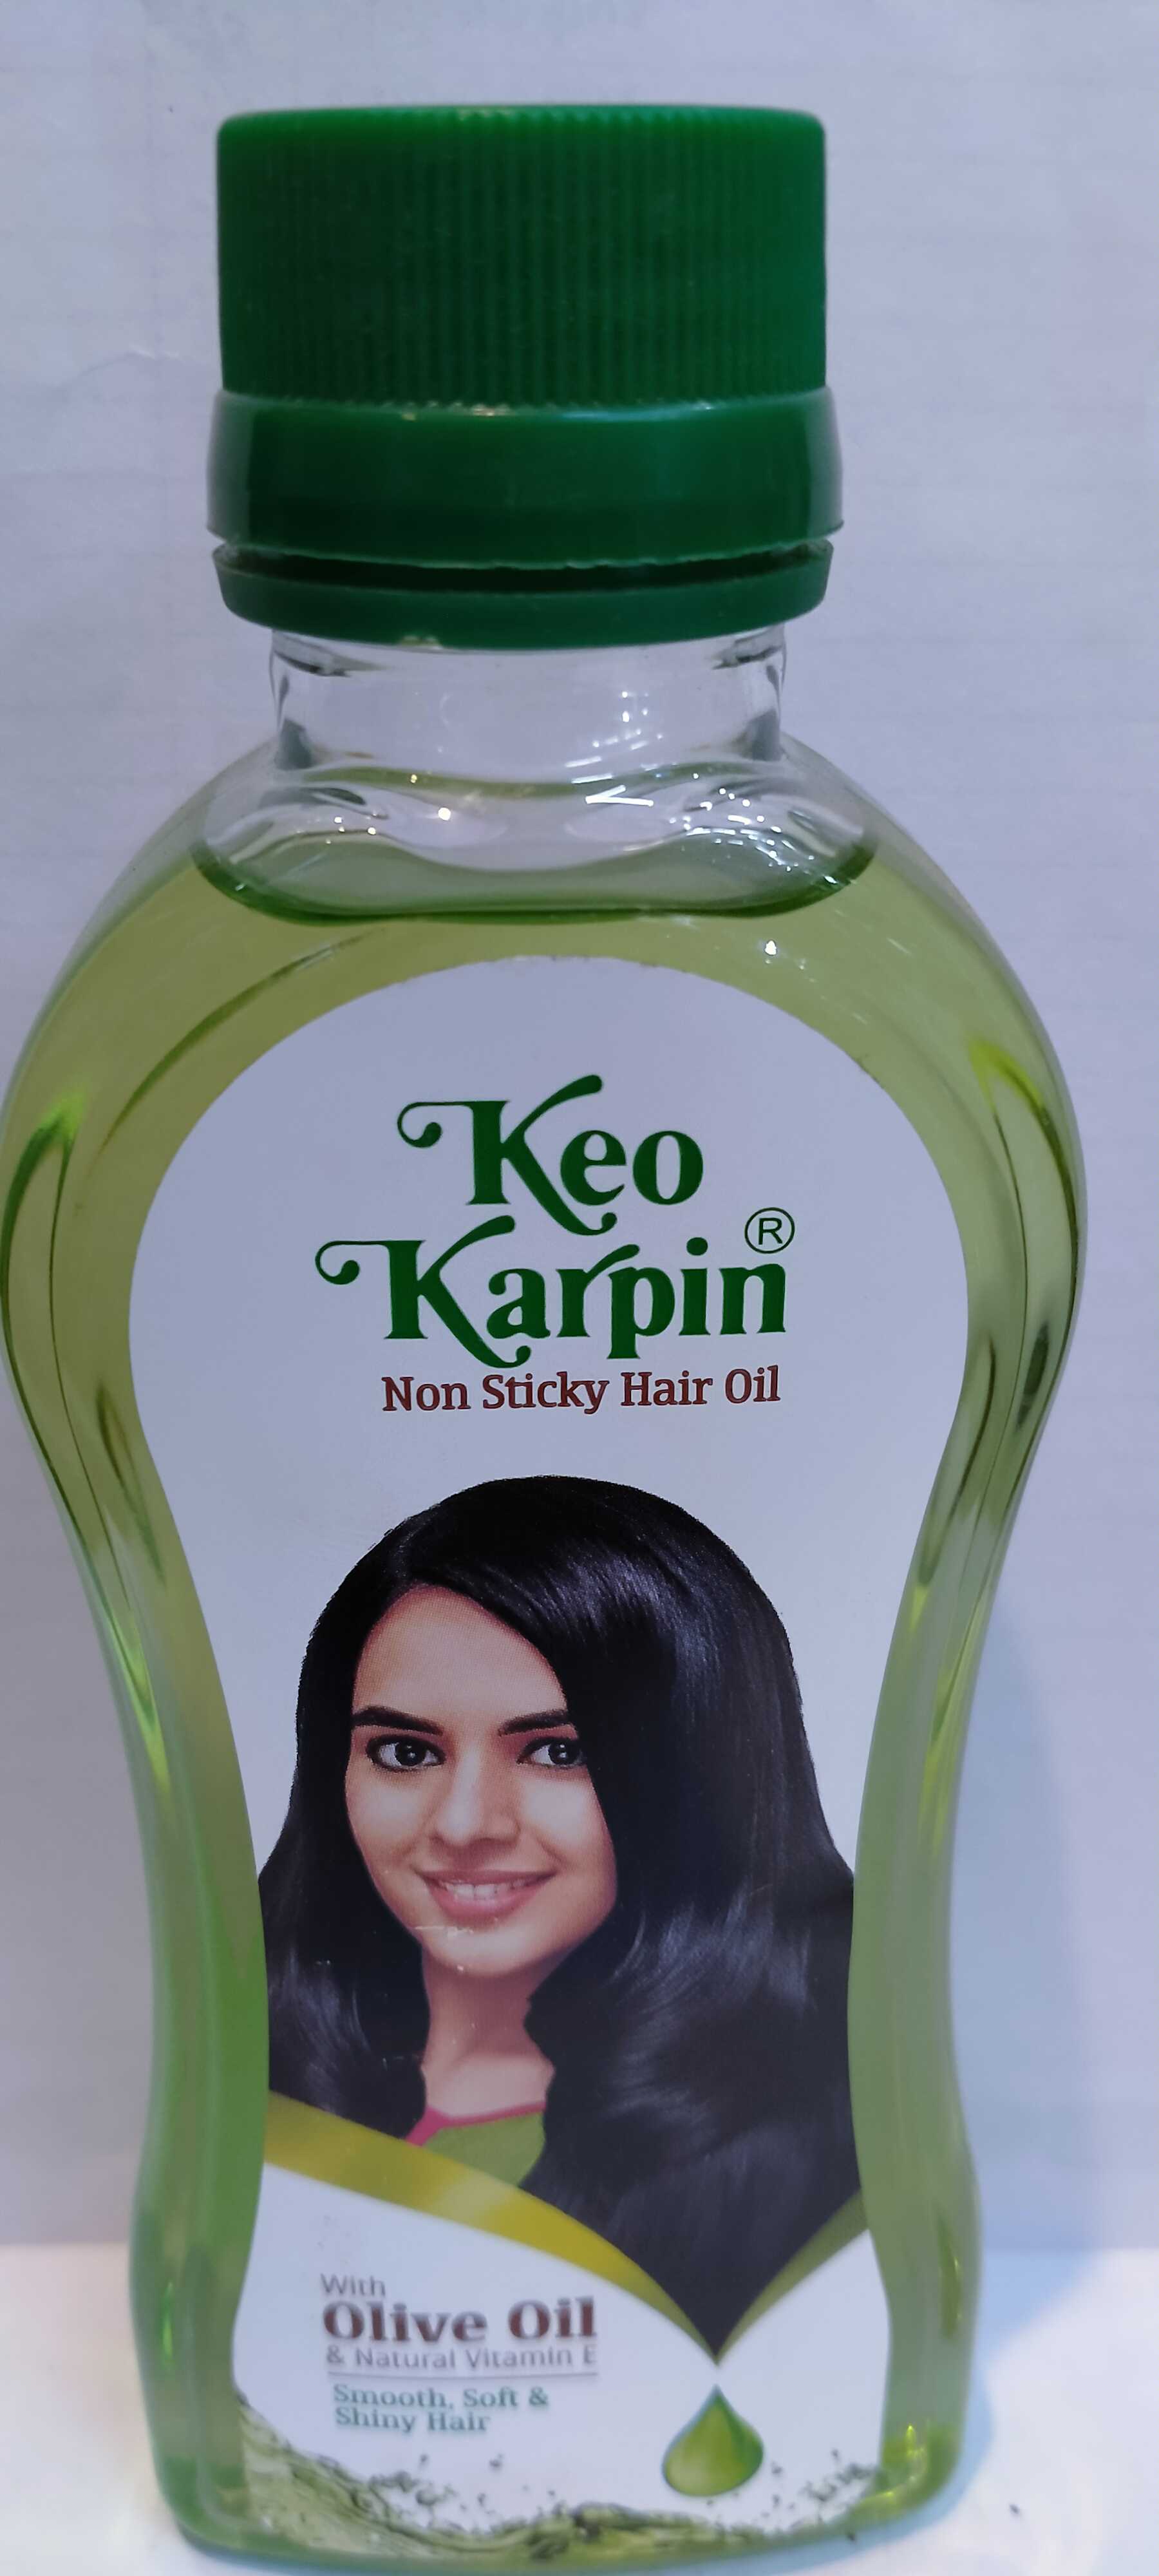 Keo
Karpin®
Non Sticky Hair Oil
With
Olive Oil
& Natural Vitamin E
Smooth, Soft &
Shiny Hair